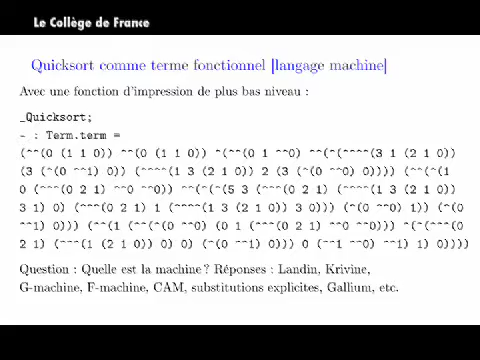 Le Collège de France
Quicksort comme terme fonctionnel [langage machine]
Avec une fonction d'impression de plus bas niveau :
_Quicksort;
- : Term.term =
(^^(0 (1 1 0)) ^^(0 (1 1 0)) ^(^^(0 1 ^^0) ^^(^(^^^^(3 1 (2 1 0))
(3 (^(0 ^^1) 0)) (^^^^(1 3 (2 1 0)) 2 (3 (^(0 ^^0) 0)))) (^^(^(1
0 (^^^(0 2 1) ^^0 ^^0)) ^^(^(^(5 3 (^^^(0 2 1) (^^^^(1 3 (2 1 0))
3 1) 0) (^^^(0 2 1) 1 (^^^^(1 3 (2 1 0)) 3 0))) (^(0 ^^0) 1)) (^(0
^^1) 0))) (^^(1 (^^(^(0 ^^0) (0 1 (^^^(0 2 1) ^^0 ^^0))) ^(^(^^^(0
2 1) (^^^(1 (2 1 0)) 0) 0) (^(0 ^^1) 0))) 0 (^^1 ^^0) ^^1) 1) 0))))
Question : Quelle est la machine ? Réponses : Landin, Krivine,
G-machine, F-machine, CAM, substitutions explicites, Gallium, etc.